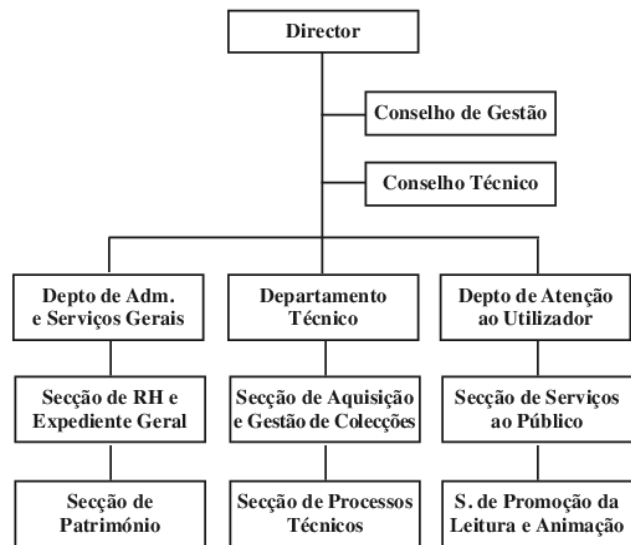 Director
Conselho de Gestão
Conselho Técnico
Depto de Adm.
e Serviços Gerais
Departamento
Técnico
Depto de Atenção
ao Utilizador
Secção de RH e
Expediente Geral
Secção de Aquisição
e Gestão de Colecções
Secção de Serviços
ao Público
Secção de
Património
Secção de Processos
Técnicos
S. de Promoção da
Leitura e Animação